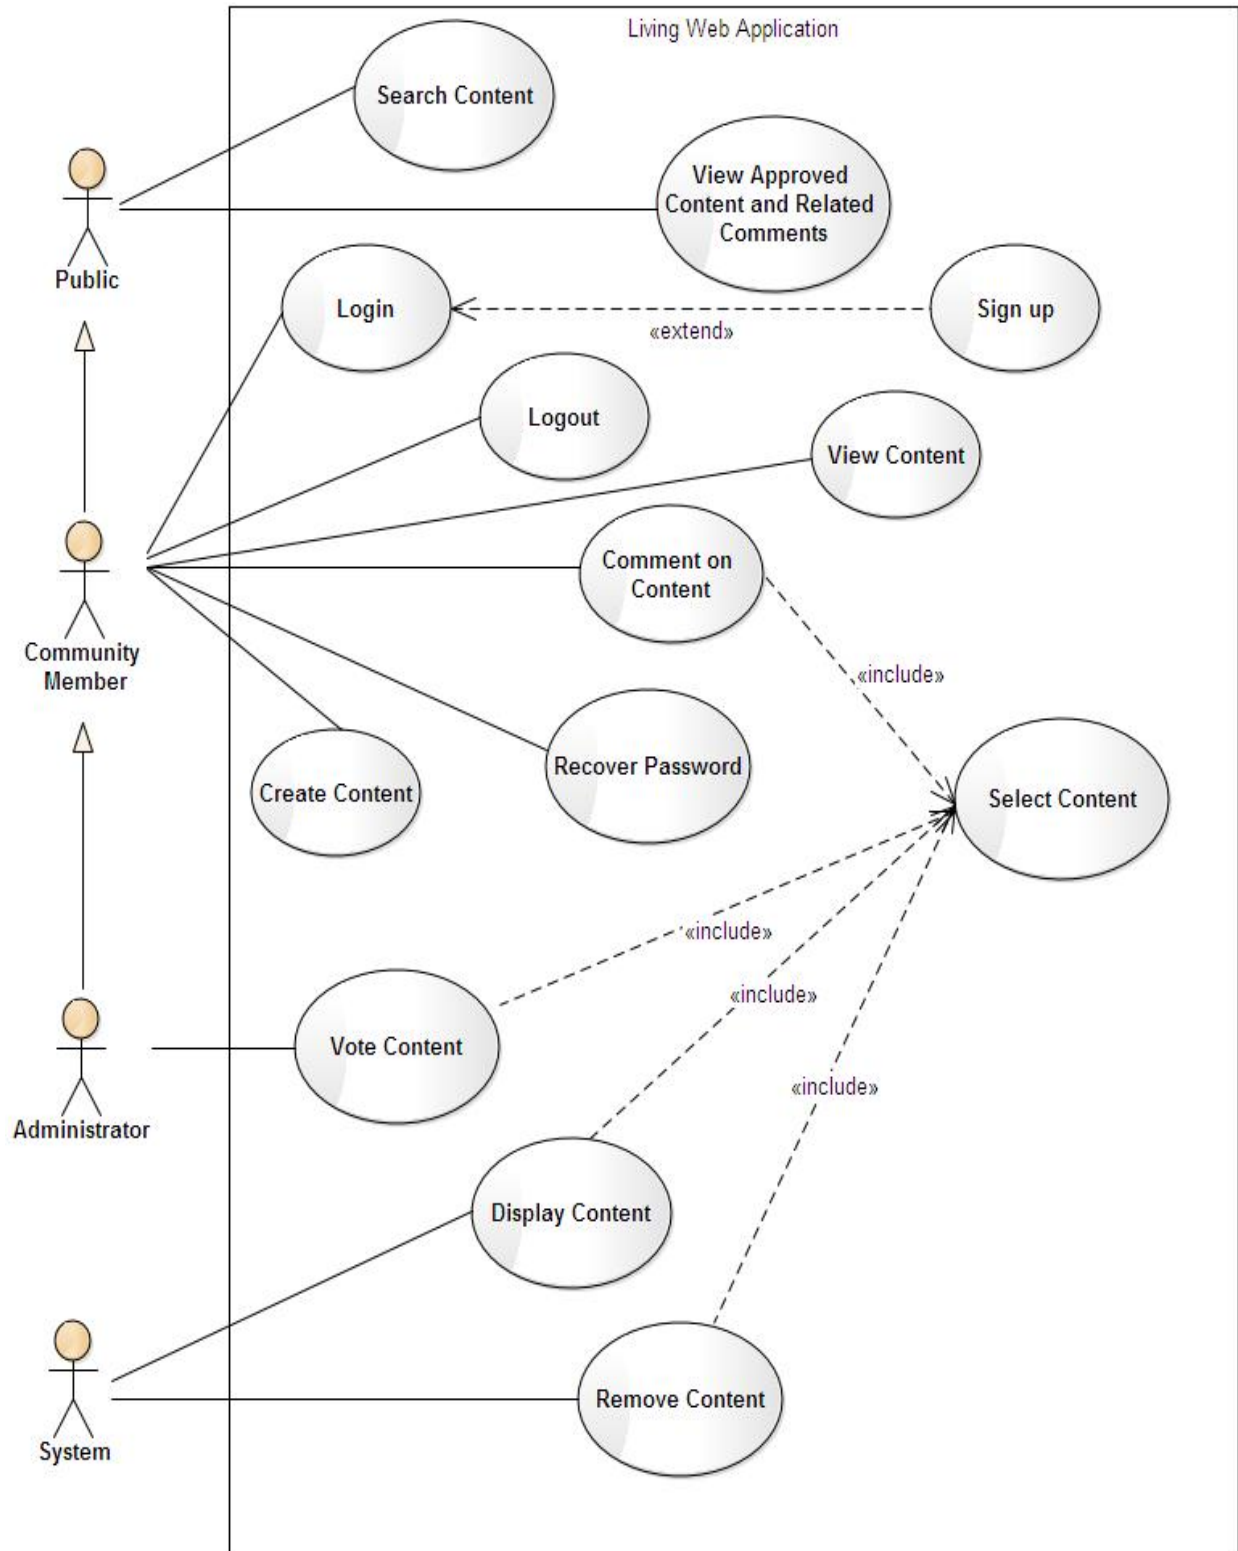 Living Web Application
Search Content
View Approved
Content and Related
Comments
Public
Login
«extend»
Sign up
Logout
View Content
Comment on
Content
Community
Member
«include»
Recover Password
Create Content
Select Content
«include»
«include»
Vote Content
«include»
Administrator
Display Content
Remove Content
System